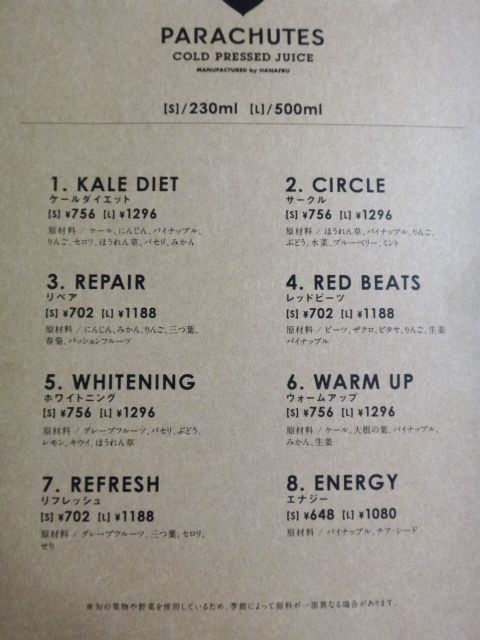 PARACHUTES
COLD PRESSED JUICE
MANUFACTURED by HANAFRU
[S]/230ml [L]/500ml
1. KALE DIET
ケールダイエット
[S] ¥756 [L] ¥1296
原材料 / ケール、にんじん、パイナップル、
りんご、セロリ、ほうれん草、パセリ、みかん
2. CIRCLE
サークル
[S] ¥756 [L] ¥1296
原材料 / ほうれん草、パイナップル、りんご、
ぶどう、水菜、ブルーベリー、ミント
3. REPAIR
リペア
[S] ¥702 [L] ¥1188
原材料 / にんじん、みかん、りんご、三つ葉、
春菊、パッションフルーツ
4. RED BEATS
レッドビーツ
[S] ¥702 [L] ¥1188
原材料 / ビーツ、ザクロ、ピタヤ、りんご、生姜
パイナップル
5. WHITENING
ホワイトニング
[S] ¥756 [L] ¥1296
原材料 / グレープフルーツ、パセリ、ぶどう、
レモン、キウイ、ほうれん草
6. WARM UP
ウォームアップ
[S] ¥756 [L] ¥1296
原材料 / ケール、大根の葉、パイナップル、
みかん、生姜
7. REFRESH
リフレッシュ
[S] ¥702 [L] ¥1188
原材料 / グレープフルーツ、三つ葉、セロリ、
せり
8. ENERGY
エナジー
[S] ¥648 [L] ¥1080
原材料 / パイナップル、チア・シード
※旬の果物や野菜を使用しているため、季節によって原料が一部異なる場合があります。